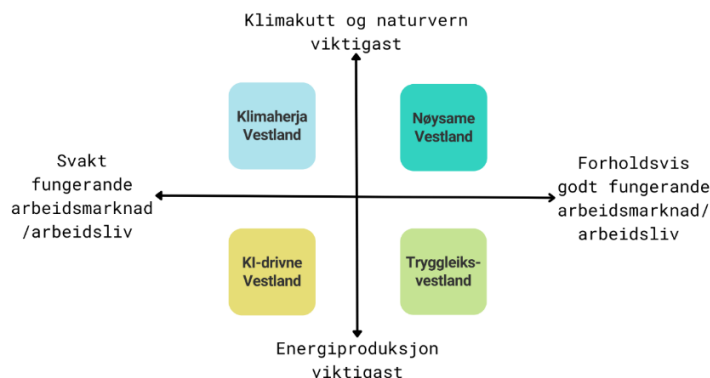 Klimakutt og naturvern
viktigast
Klimaherja
Vestland
Nøysame
Vestland
Svakt
fungerande
arbeidsmarknad
/arbeidsliv
Forholdsvis
godt fungerande
arbeidsmarknad/
arbeidsliv
KI-drivne
Vestland
Tryggleiks-
vestland
Energiproduksjon
viktigast